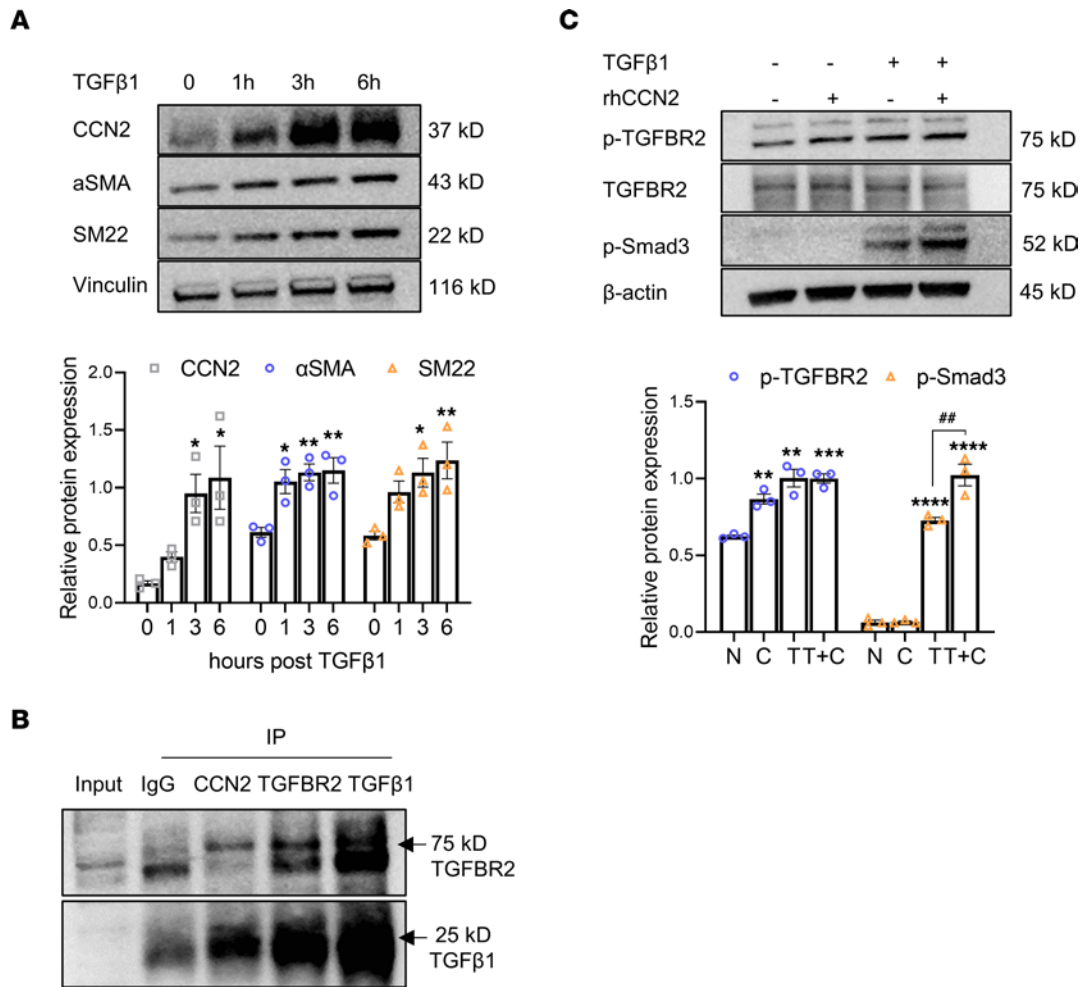 A
TGFβ1 0 1h 3h 6h
CCN2 37 kD
aSMA 43 kD
SM22 22 kD
Vinculin 116 kD
CCN2 αSMA SM22
Relative protein expression
2.0
1.5
1.0
0.5
0.0
* * * ** ** * **
0 1 3 6 0 1 3 6 0 1 3 6
hours post TGFβ1
B
IP
Input IgG CCN2 TGFBR2 TGFβ1
75 kD
TGFBR2
25 kD
TGFβ1
C
TGFβ1 - - + +
rhCCN2 - + - +
p-TGFBR2 75 kD
TGFBR2 75 kD
p-Smad3 52 kD
β-actin 45 kD
p-TGFBR2 p-Smad3
Relative protein expression
1.5
1.0
0.5
0.0
##
** ** *** **** ****
N C T T+C N C T T+C